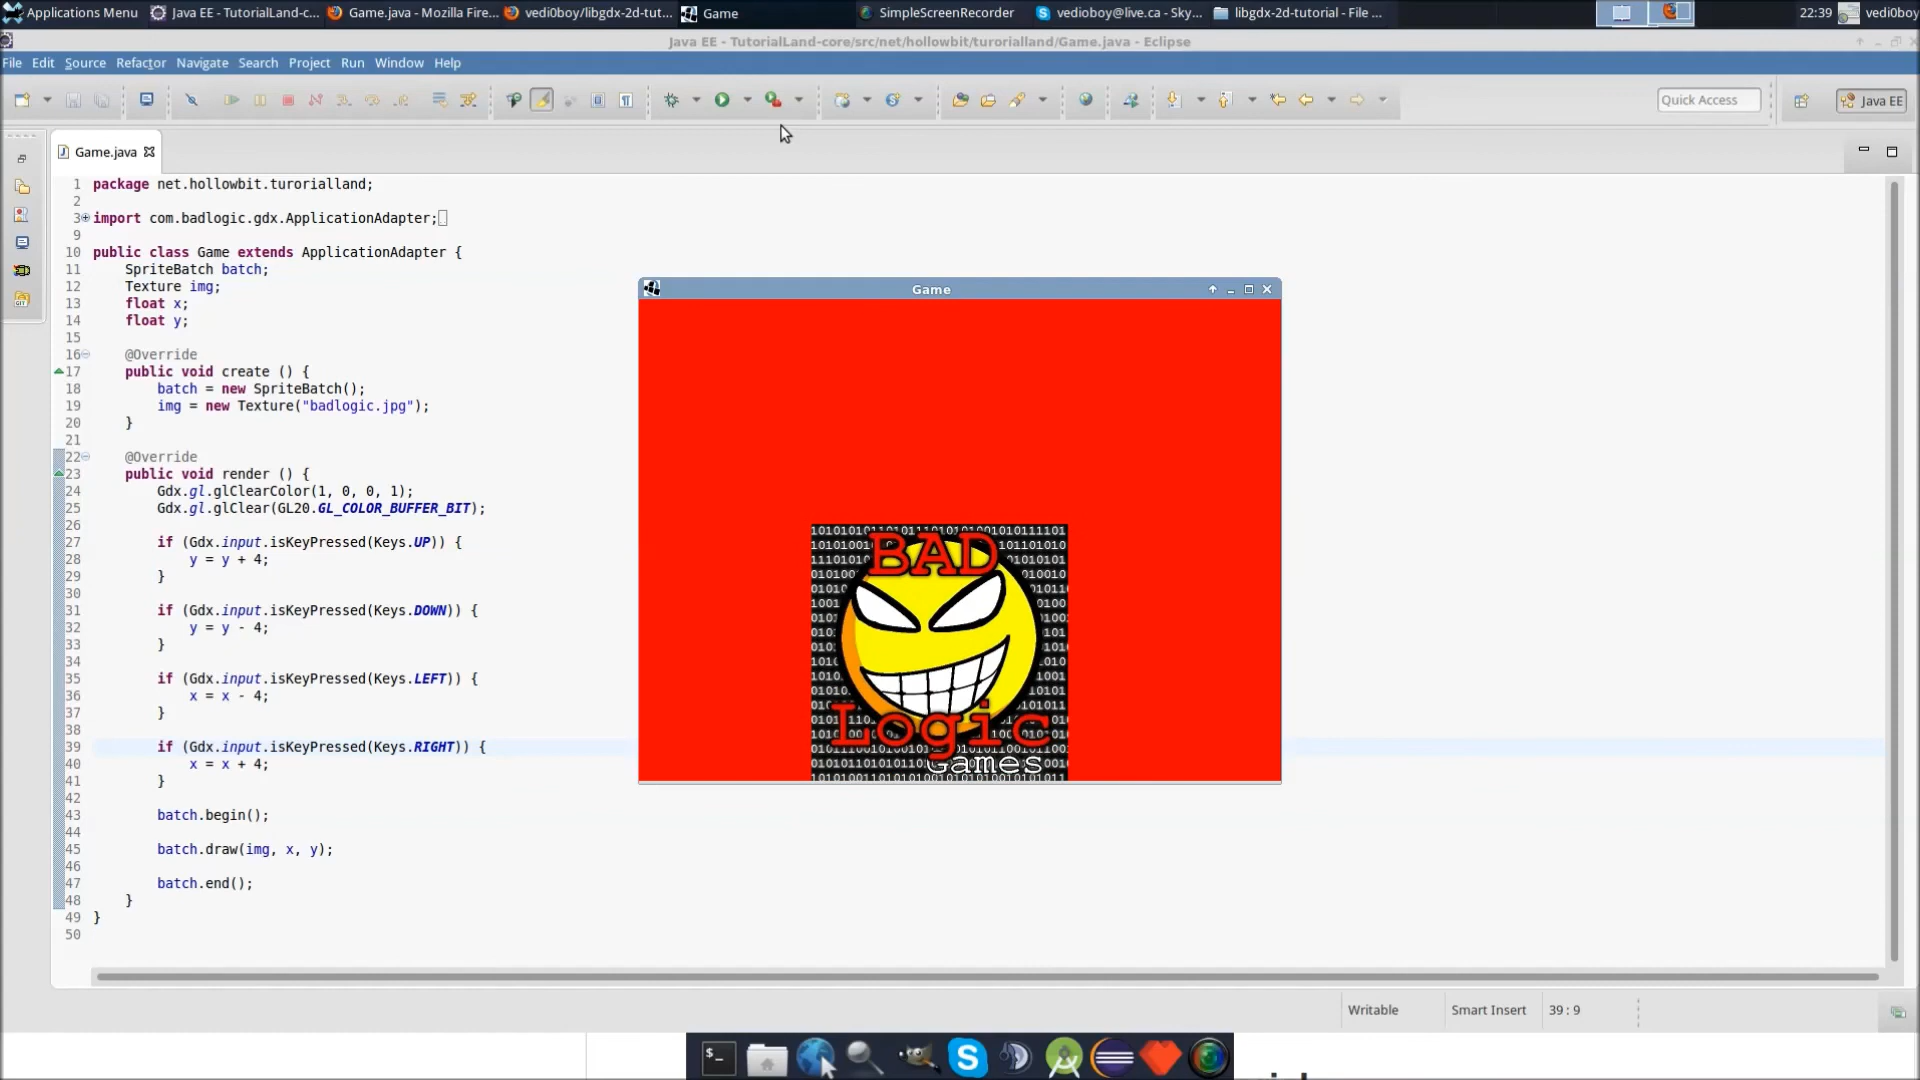 Applications Menu
Java EE - TutorialLand-c...
Game.java - Mozilla Fire...
vedi0boy/libgdx-2d-tut...
Game
SimpleScreenRecorder
vedioboy@live.ca - Sky...
libgdx-2d-tutorial - File ...
22:39
vedi0boy
Java EE - TutorialLand-core/src/net/hollowbit/turorialland/Game.java - Eclipse
File Edit Source Refactor Navigate Search Project Run Window Help
Quick Access
Java EE
Game.java
1 package net.hollowbit.turorialland;
2
3 import com.badlogic.gdx.ApplicationAdapter;
9
10 public class Game extends ApplicationAdapter {
11 SpriteBatch batch;
12 Texture img;
13 float x;
14 float y;
15
16 @Override
17 public void create () {
18 batch = new SpriteBatch();
19 img = new Texture("badlogic.jpg");
20 }
21
22 @Override
23 public void render () {
24 Gdx.gl.glClearColor(1, 0, 0, 1);
25 Gdx.gl.glClear(GL20.GL_COLOR_BUFFER_BIT);
26
27 if (Gdx.input.isKeyPressed(Keys.UP)) {
28 y = y + 4;
29 }
30
31 if (Gdx.input.isKeyPressed(Keys.DOWN)) {
32 y = y - 4;
33 }
34
35 if (Gdx.input.isKeyPressed(Keys.LEFT)) {
36 x = x - 4;
37 }
38
39 if (Gdx.input.isKeyPressed(Keys.RIGHT)) {
40 x = x + 4;
41 }
42
43 batch.begin();
44
45 batch.draw(img, x, y);
46
47 batch.end();
48 }
49 }
50
Game
BAD
Logic
Games
Writable
Smart Insert
39 : 9